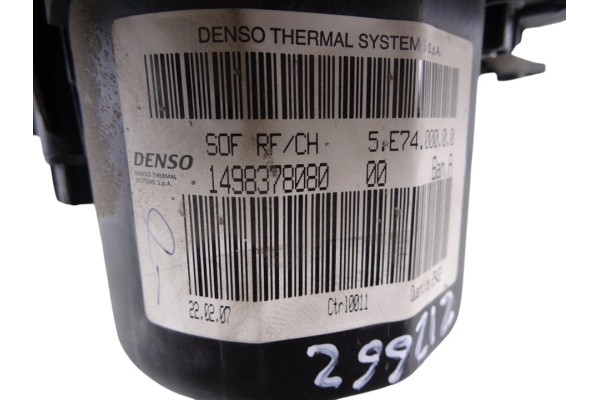 DENSO THERMAL SYSTEMS S.p.A.
SOF RF/CH 5.E74.000.0.0
DENSO
DENSO THERMAL
SYSTEMS S.p.A.
1498378080 00 Bam A
22.02.07 Ctrl0011
299212